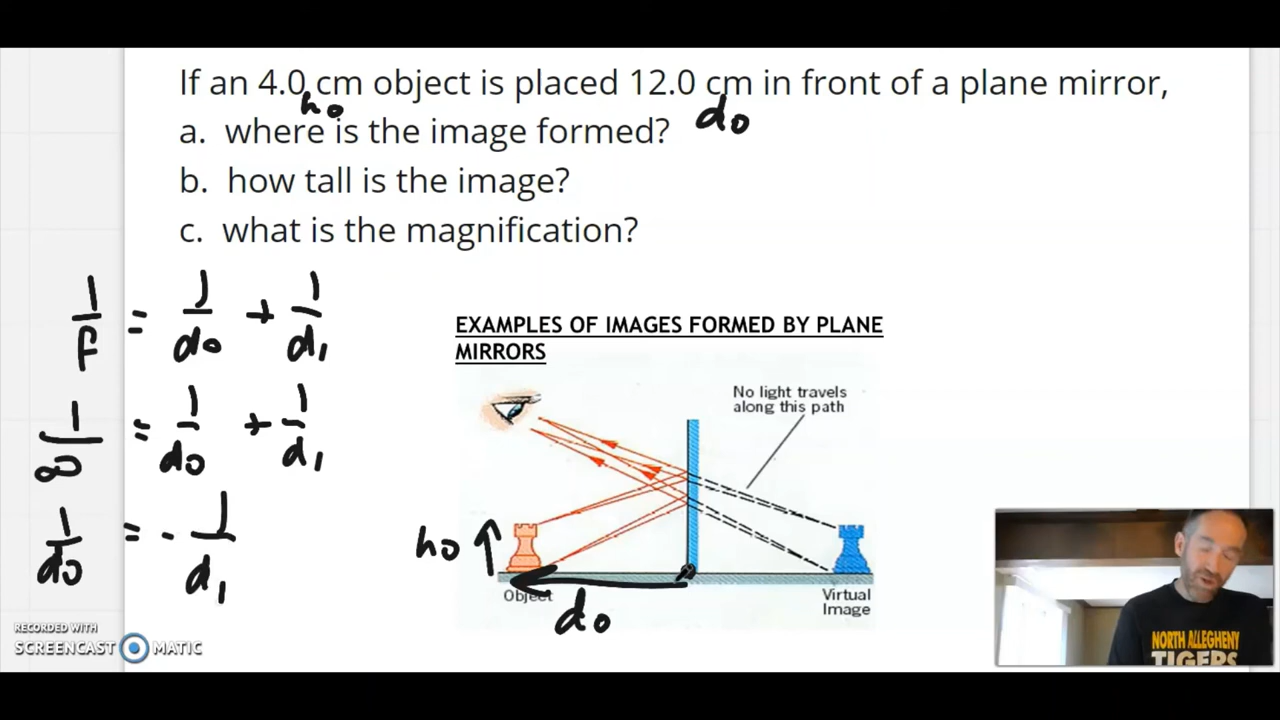 If an 4.0 cm object is placed 12.0 cm in front of a plane mirror,
ho
do
a. where is the image formed?
b. how tall is the image?
c. what is the magnification?
1/f = 1/do + 1/di
1/∞ = 1/do + 1/di
1/do = - 1/di
EXAMPLES OF IMAGES FORMED BY PLANE
MIRRORS
No light travels
along this path
ho
Object
do
Virtual
Image
RECORDED WITH
SCREENCAST MATIC
NORTH ALLEGHENY
TIGERS